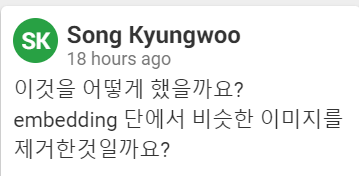 SK
Song Kyungwoo
18 hours ago
이것을 어떻게 했을까요?
embedding 단에서 비슷한 이미지를
제거한것일까요?